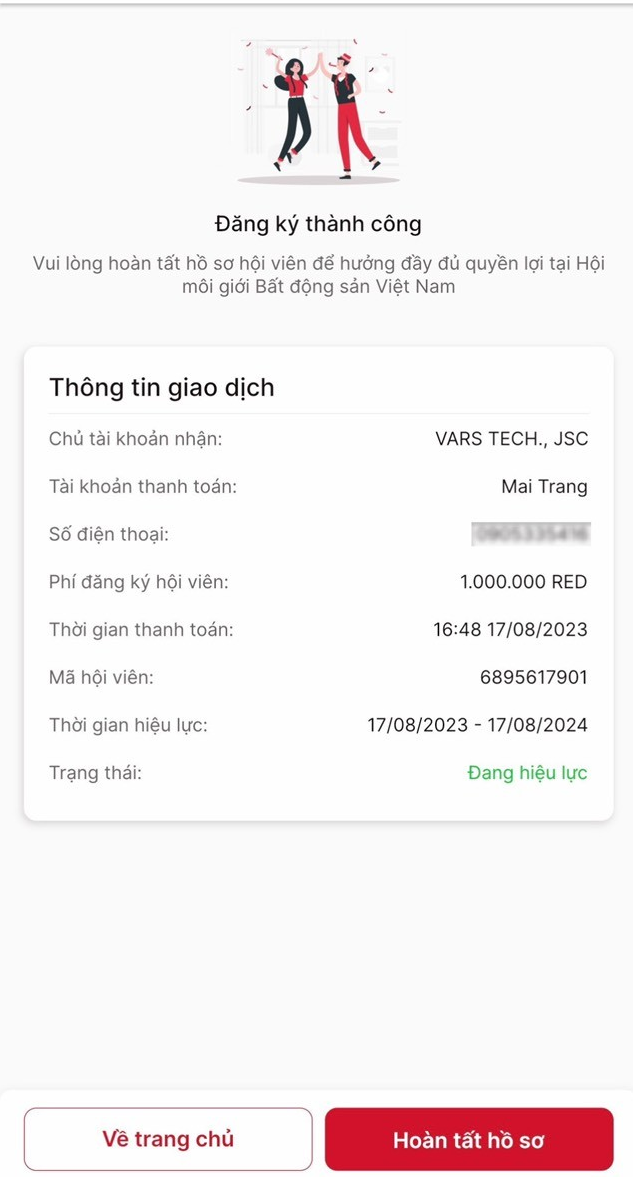 Đăng ký thành công
Vui lòng hoàn tất hồ sơ hội viên để hưởng đầy đủ quyền lợi tại Hội
môi giới Bất động sản Việt Nam
Thông tin giao dịch
Chủ tài khoản nhận: VARS TECH., JSC
Tài khoản thanh toán: Mai Trang
Số điện thoại:
Phí đăng ký hội viên: 1.000.000 RED
Thời gian thanh toán: 16:48 17/08/2023
Mã hội viên: 6895617901
Thời gian hiệu lực: 17/08/2023 - 17/08/2024
Trạng thái: Đang hiệu lực
Về trang chủ Hoàn tất hồ sơ